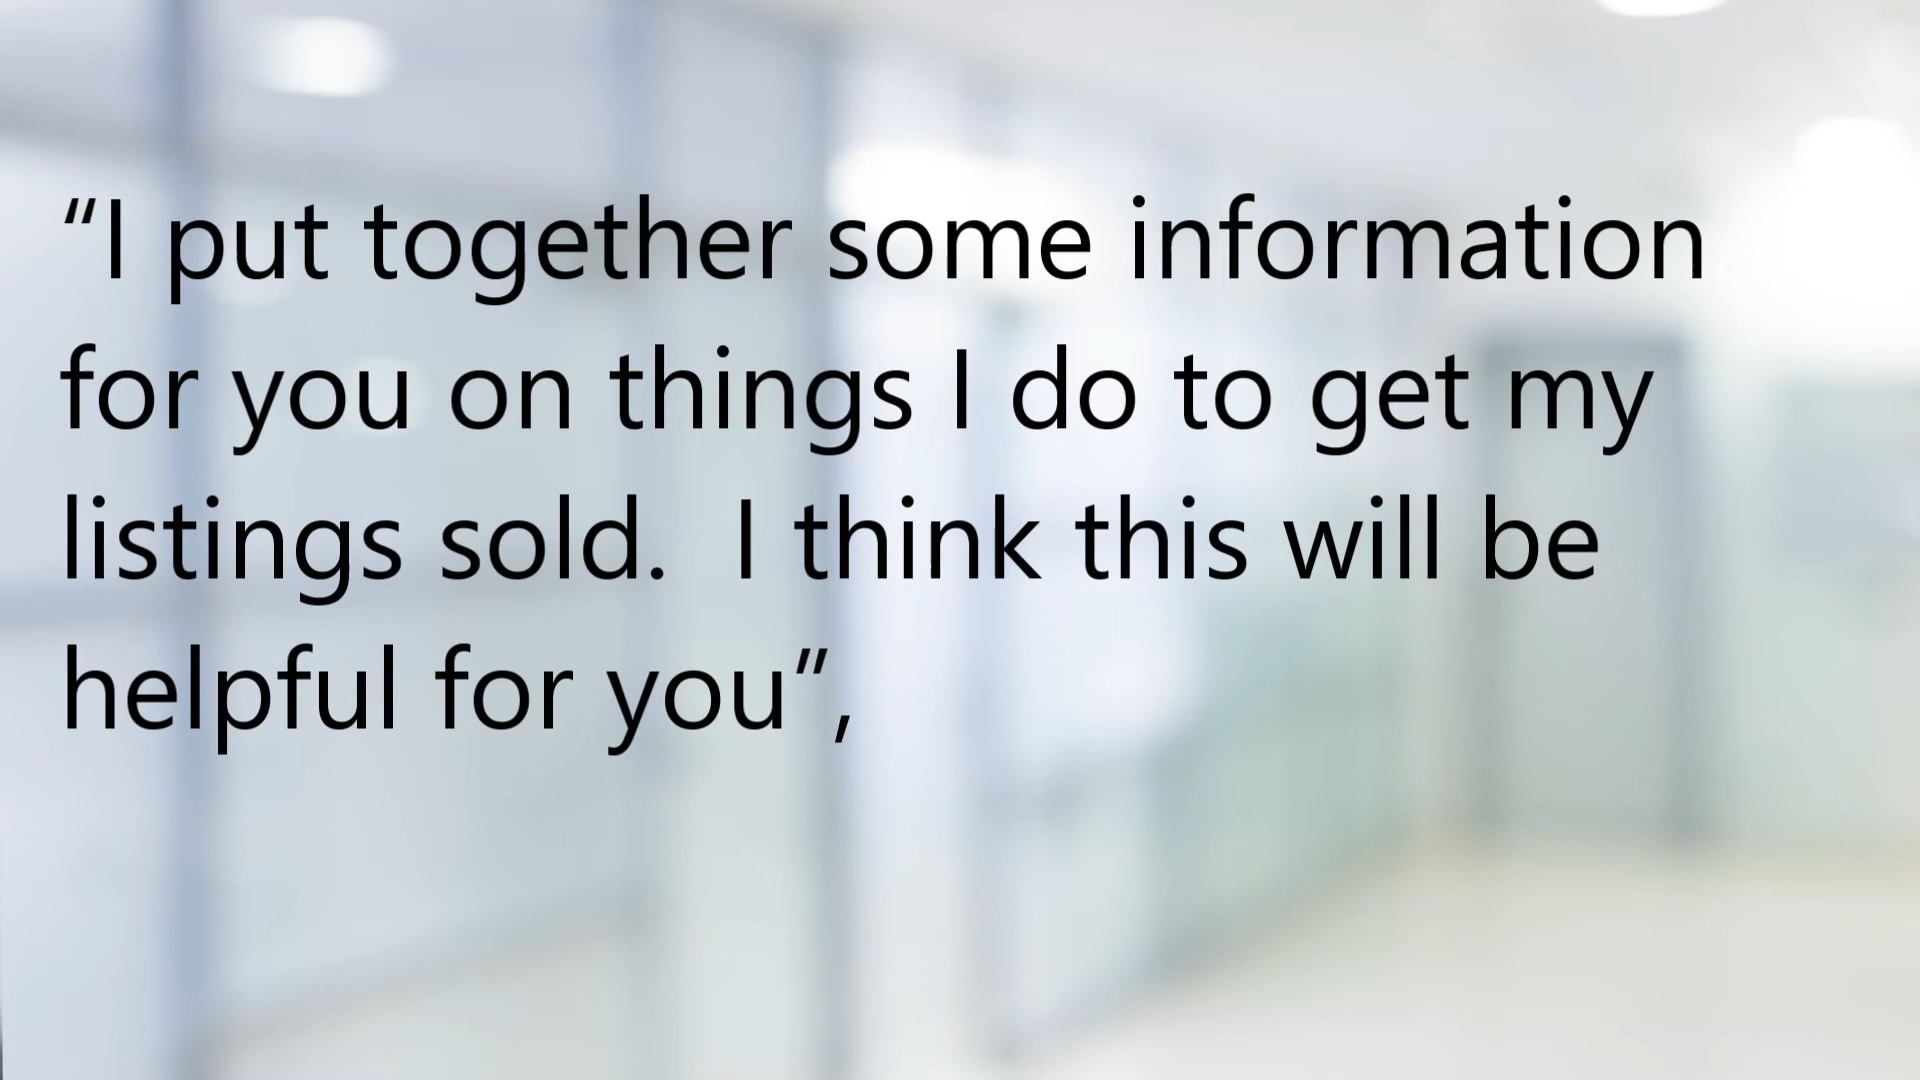 “I put together some information
for you on things I do to get my
listings sold.  I think this will be
helpful for you”,